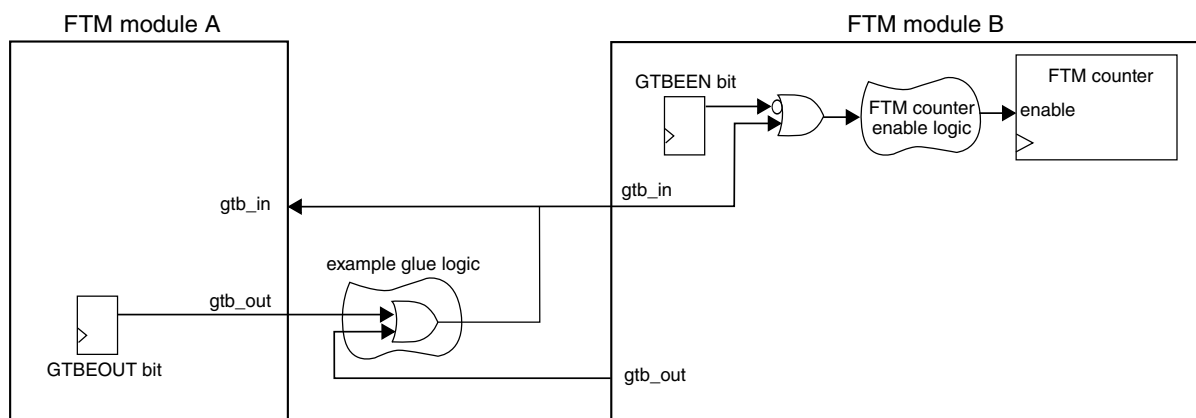 FTM module A
FTM module B
GTBEEN bit
FTM counter
FTM counter
enable logic
enable
gtb_in
gtb_in
example glue logic
gtb_out
GTBEOUT bit
gtb_out